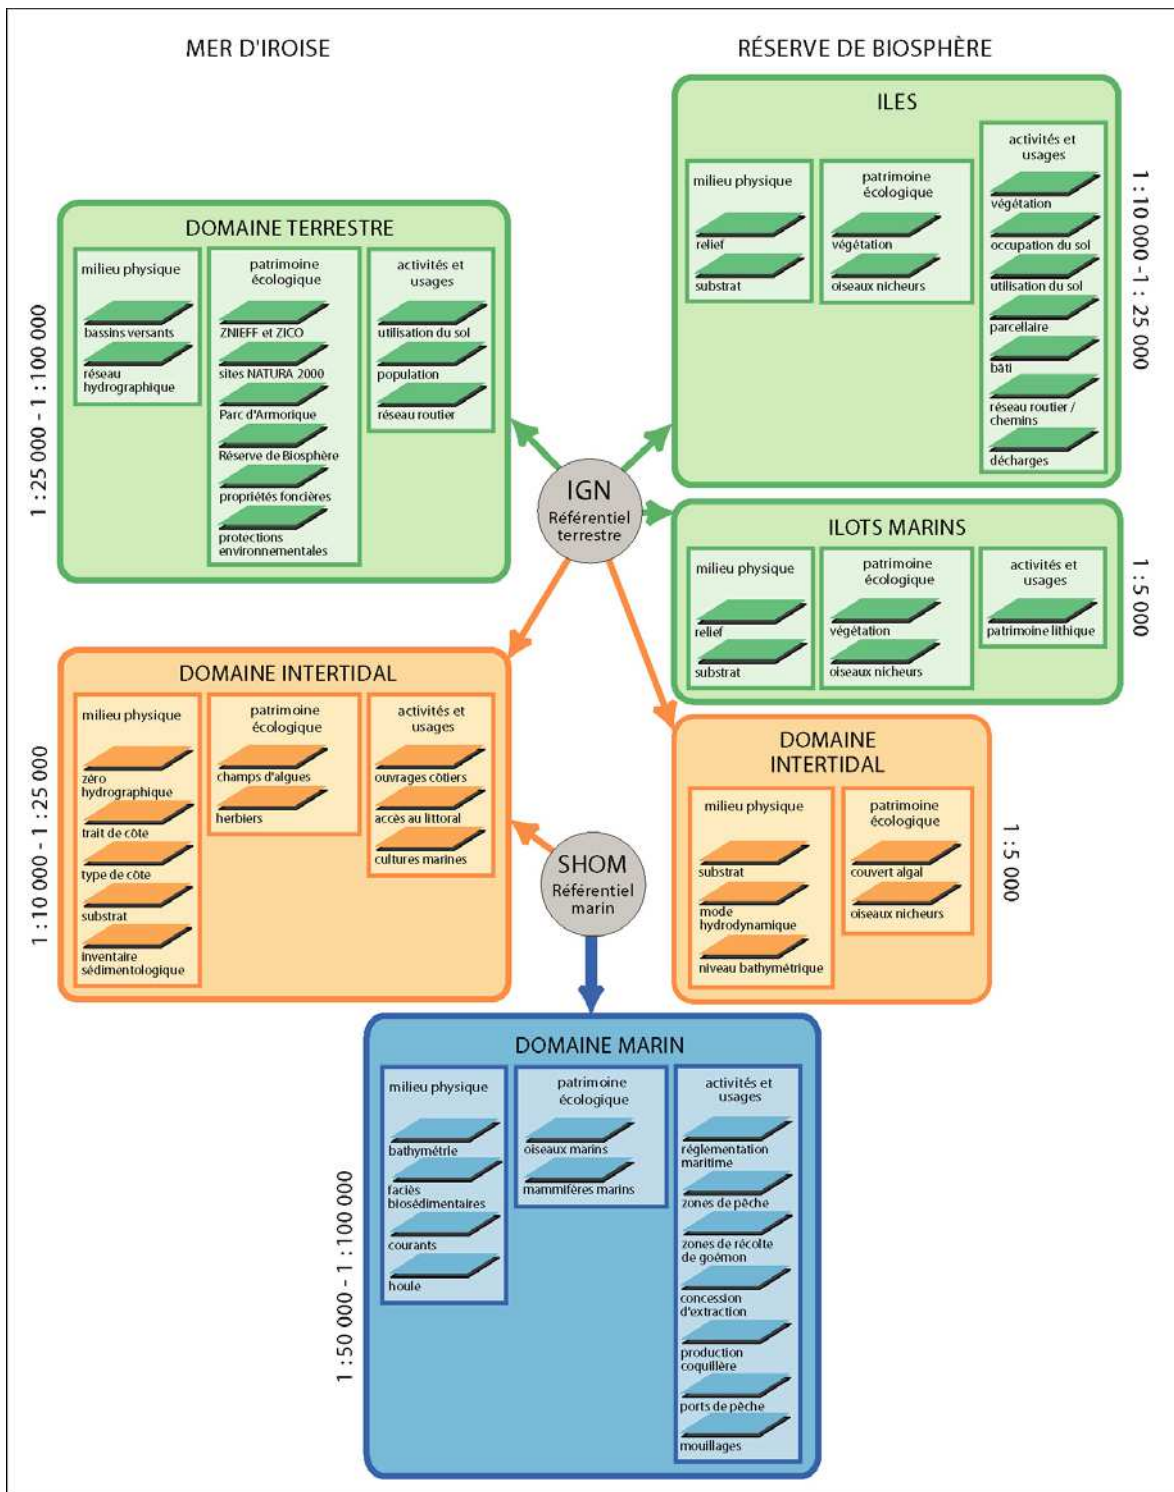 MER D'IROISE
RÉSERVE DE BIOSPHÈRE
DOMAINE TERRESTRE
milieu physique
bassins versants
réseau
hydrographique
patrimoine
écologique
ZNIEFF et ZICO
sites NATURA 2000
Parc d'Armorique
Réserve de Biosphère
propriétés foncières
protections
environnementales
activités et
usages
utilisation du sol
population
réseau routier
1 : 25 000 - 1 : 100 000
ILES
milieu physique
relief
substrat
patrimoine
écologique
végétation
oiseaux nicheurs
activités et
usages
végétation
occupation du sol
utilisation du sol
parcellaire
bâti
réseau routier /
chemins
décharges
1 : 10 000 -1 : 25 000
IGN
Référentiel
terrestre
ILOTS MARINS
milieu physique
relief
substrat
patrimoine
écologique
végétation
oiseaux nicheurs
activités et
usages
patrimoine lithique
1 : 5 000
DOMAINE INTERTIDAL
milieu physique
zéro
hydrographique
trait de côte
type de côte
substrat
inventaire
sédimentologique
patrimoine
écologique
champs d'algues
herbiers
activités et
usages
ouvrages côtiers
accès au littoral
cultures marines
1 : 10 000 - 1 : 25 000
SHOM
Référentiel
marin
DOMAINE
INTERTIDAL
milieu physique
substrat
mode
hydrodynamique
niveau bathymétrique
patrimoine
écologique
couvert algal
oiseaux nicheurs
1 : 5 000
DOMAINE MARIN
milieu physique
bathymétrie
faciès
biosédimentaires
courants
houle
patrimoine
écologique
oiseaux marins
mammifères marins
activités et
usages
réglementation
maritime
zones de pêche
zones de récolte
de goémon
concession
d'extraction
production
coquillère
ports de pêche
mouillages
1 : 50 000 - 1 : 100 000